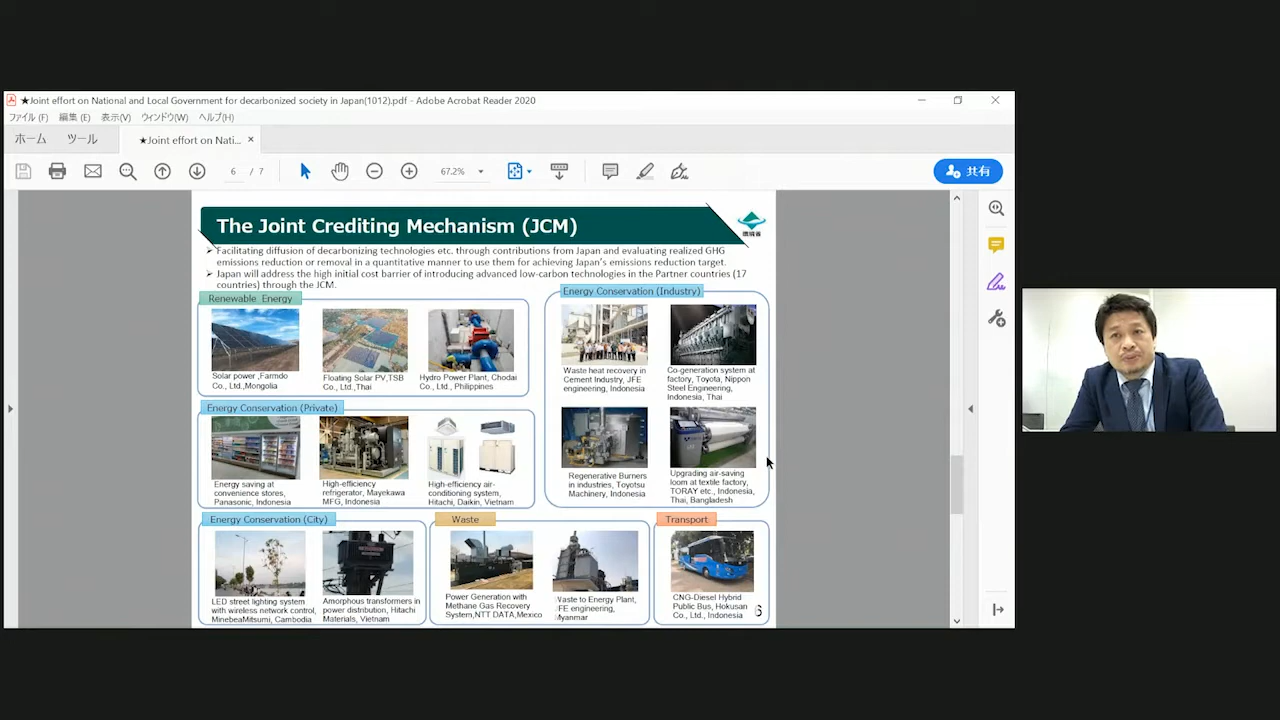 ★Joint effort on National and Local Government for decarbonized society in Japan(1012).pdf - Adobe Acrobat Reader 2020
ファイル(F) 編集(E) 表示(V) ウィンドウ(W) ヘルプ(H)
ホーム ツール ★Joint effort on Nati... ×
6 / 7 67.2% 共有
The Joint Crediting Mechanism (JCM)
環境省
➢ Facilitating diffusion of decarbonizing technologies etc. through contributions from Japan and evaluating realized GHG
emissions reduction or removal in a quantitative manner to use them for achieving Japan's emissions reduction target.
➢ Japan will address the high initial cost barrier of introducing advanced low-carbon technologies in the Partner countries (17
countries) through the JCM.
Renewable Energy
Solar power ,Farmdo
Co., Ltd.,Mongolia
Floating Solar PV,TSB
Co., Ltd.,Thai
Hydro Power Plant, Chodai
Co., Ltd., Philippines
Energy Conservation (Industry)
Waste heat recovery in
Cement Industry, JFE
engineering, Indonesia
Co-generation system at
factory, Toyota, Nippon
Steel Engineering,
Indonesia, Thai
Regenerative Burners
in industries, Toyotsu
Machinery, Indonesia
Upgrading air-saving
loom at textile factory,
TORAY etc., Indonesia,
Thai, Bangladesh
Energy Conservation (Private)
Energy saving at
convenience stores,
Panasonic, Indonesia
High-efficiency
refrigerator, Mayekawa
MFG, Indonesia
High-efficiency air-
conditioning system,
Hitachi, Daikin, Vietnam
Energy Conservation (City)
LED street lighting system
with wireless network control,
MinebeaMitsumi, Cambodia
Amorphous transformers in
power distribution, Hitachi
Materials, Vietnam
Waste
Power Generation with
Methane Gas Recovery
System,NTT DATA,Mexico
Waste to Energy Plant,
JFE engineering,
Myanmar
Transport
CNG-Diesel Hybrid
Public Bus, Hokusan
Co., Ltd., Indonesia
6